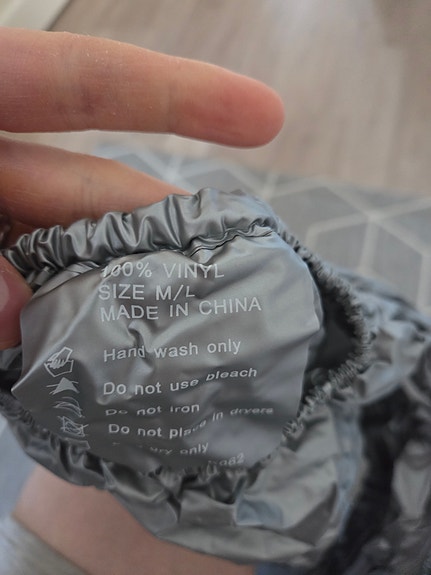 100% VINYL
SIZE M/L
MADE IN CHINA
Hand wash only
Do not use bleach
Do not iron
Do not place in dryers
dry only